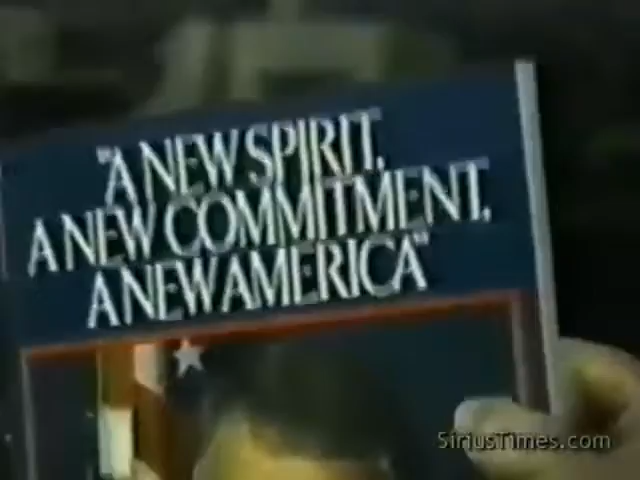 "A NEW SPIRIT,
A NEW COMMITMENT,
A NEW AMERICA"
SiriusTimes.com